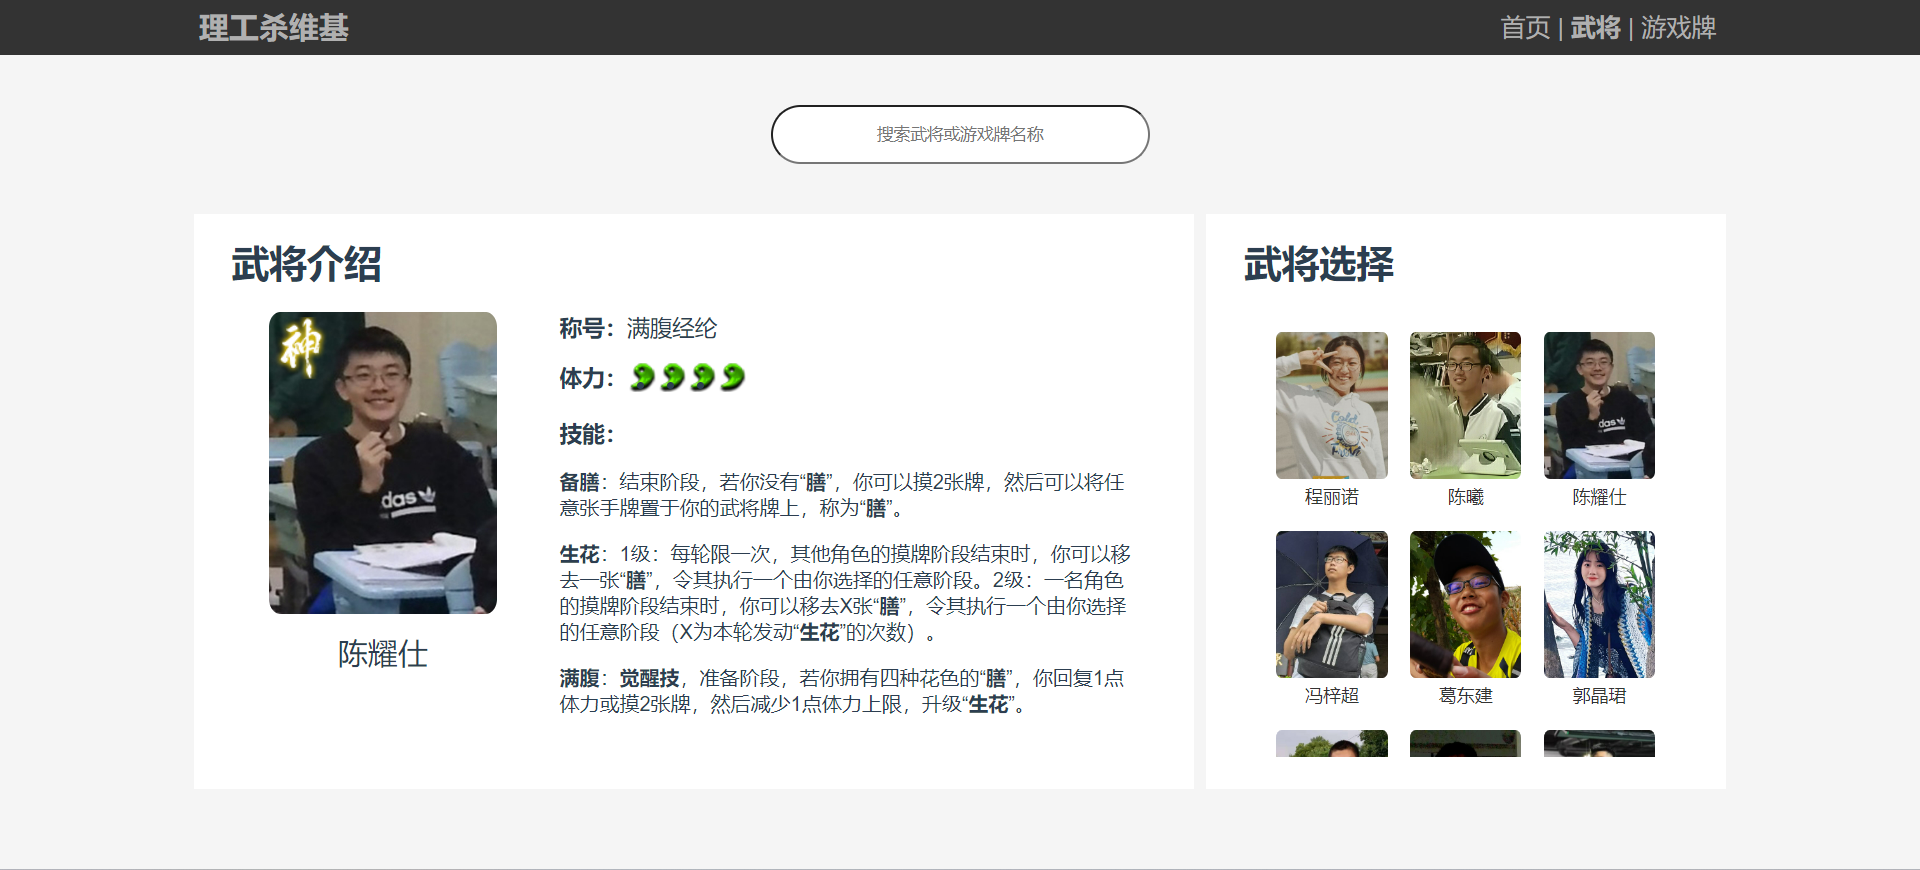 理工杀维基
首页 | 武将 | 游戏牌
搜索武将或游戏牌名称
武将介绍
神
陈耀仕
称号：满腹经纶
体力：
技能：
备膳：结束阶段，若你没有“膳”，你可以摸2张牌，然后可以将任
意张手牌置于你的武将牌上，称为“膳”。
生花：1级：每轮限一次，其他角色的摸牌阶段结束时，你可以移
去一张“膳”，令其执行一个由你选择的任意阶段。2级：一名角色
的摸牌阶段结束时，你可以移去X张“膳”，令其执行一个由你选择
的任意阶段（X为本轮发动“生花”的次数）。
满腹：觉醒技，准备阶段，若你拥有四种花色的“膳”，你回复1点
体力或摸2张牌，然后减少1点体力上限，升级“生花”。
武将选择
程丽诺
陈曦
陈耀仕
冯梓超
葛东建
郭晶珺